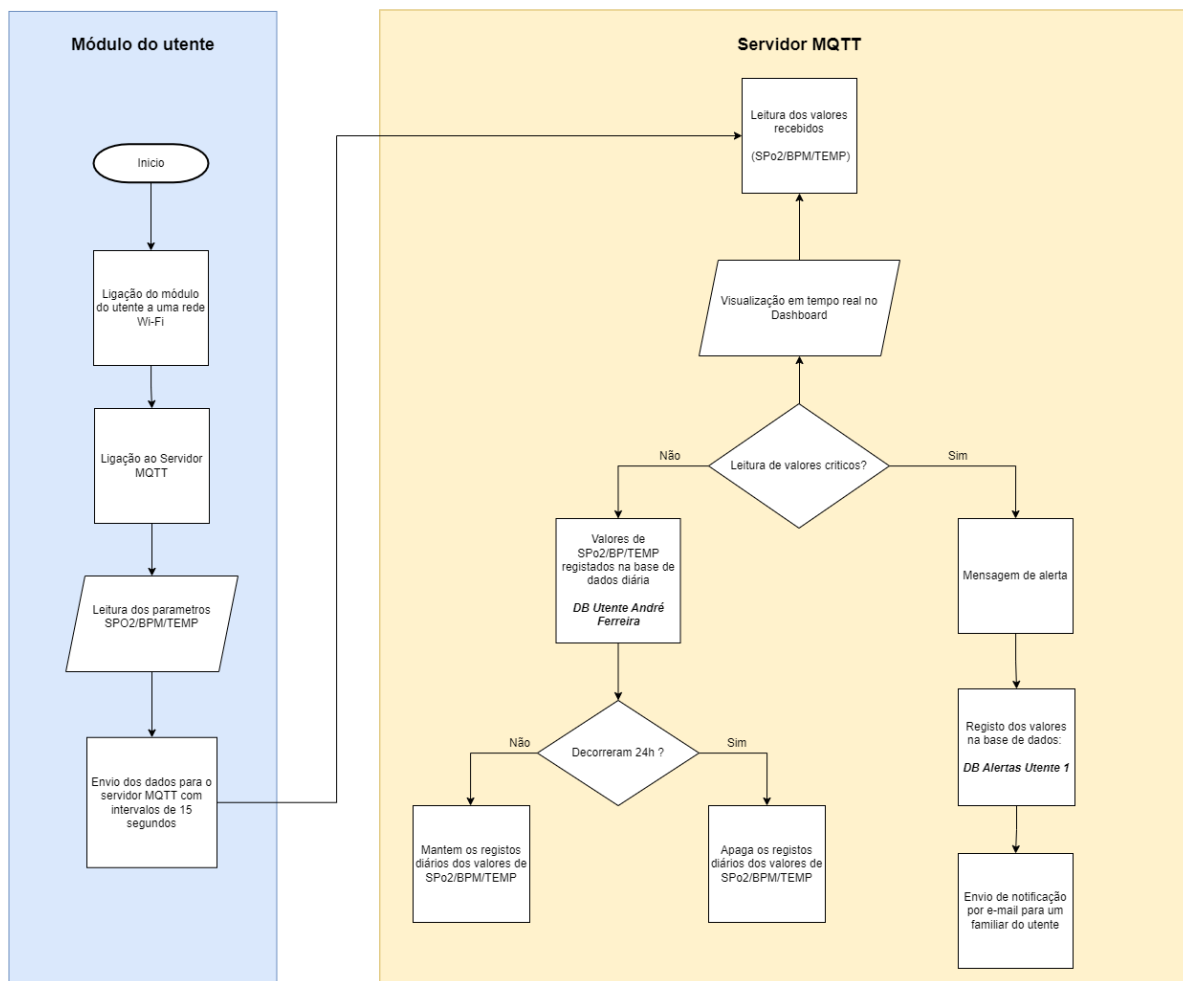 Módulo do utente
Inicio
Ligação do módulo
do utente a uma rede
Wi-Fi
Ligação ao Servidor
MQTT
Leitura dos parametros
SPO2/BPM/TEMP
Envio dos dados para o
servidor MQTT com
intervalos de 15
segundos
Servidor MQTT
Leitura dos valores
recebidos
(SPo2/BPM/TEMP)
Visualização em tempo real no
Dashboard
Leitura de valores criticos?
Não
Sim
Valores de
SPo2/BP/TEMP
registados na base de
dados diária
DB Utente André
Ferreira
Decorreram 24h ?
Não
Sim
Mantem os registos
diários dos valores de
SPo2/BPM/TEMP
Apaga os registos
diários dos valores de
SPo2/BPM/TEMP
Mensagem de alerta
Registo dos valores
na base de dados:
DB Alertas Utente 1
Envio de notificação
por e-mail para um
familiar do utente